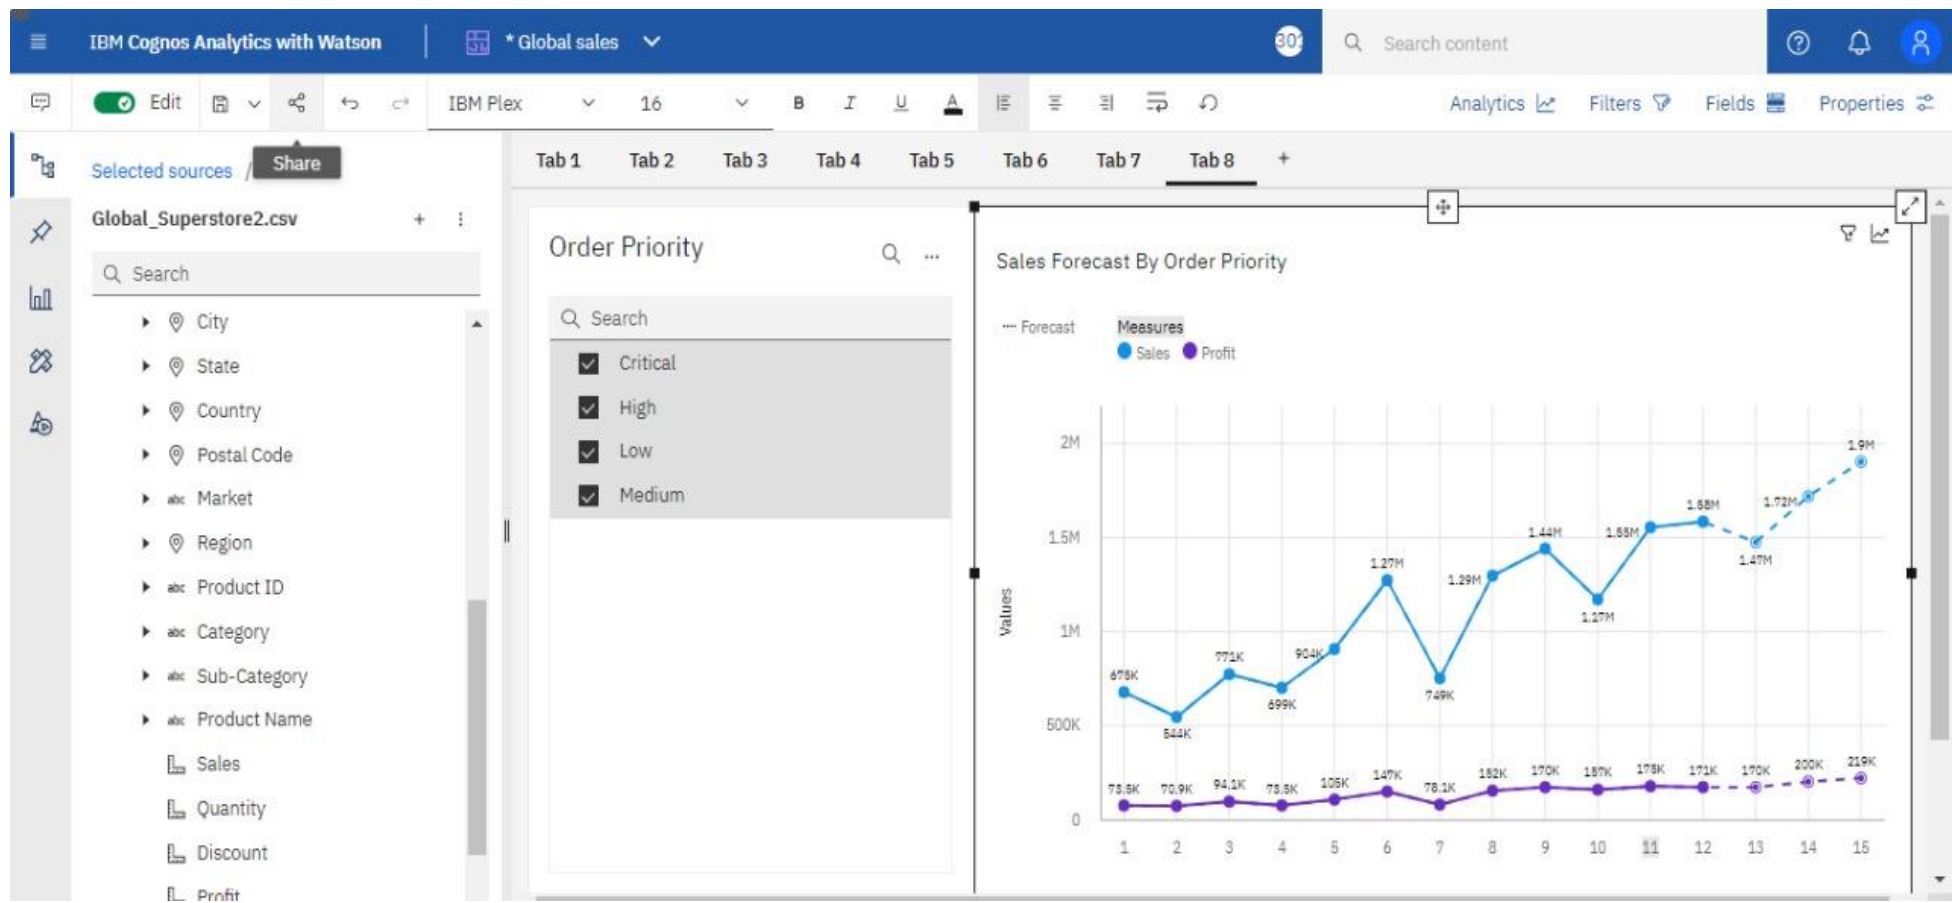 IBM Cognos Analytics with Watson
* Global sales
Search content
Edit
IBM Plex
16
B I U A
Analytics
Filters
Fields
Properties
Share
Selected sources /
Tab 1 Tab 2 Tab 3 Tab 4 Tab 5 Tab 6 Tab 7 Tab 8 +
Global_Superstore2.csv
Search
City
State
Country
Postal Code
abc Market
Region
abc Product ID
abc Category
abc Sub-Category
abc Product Name
Sales
Quantity
Discount
Profit
Order Priority
Search
Critical
High
Low
Medium
Sales Forecast By Order Priority
Forecast
Measures
Sales Profit
Values
2M
1.5M
1M
500K
0
675K
544K
771K
699K
904K
1.27M
749K
1.29M
1.44M
1.55M
1.58M
1.47M
1.72M
1.9M
73.5K 70.9K 94.1K 73.5K 105K 147K 78.1K 152K 170K 157K 175K 171K 170K 200K 219K
1 2 3 4 5 6 7 8 9 10 11 12 13 14 15